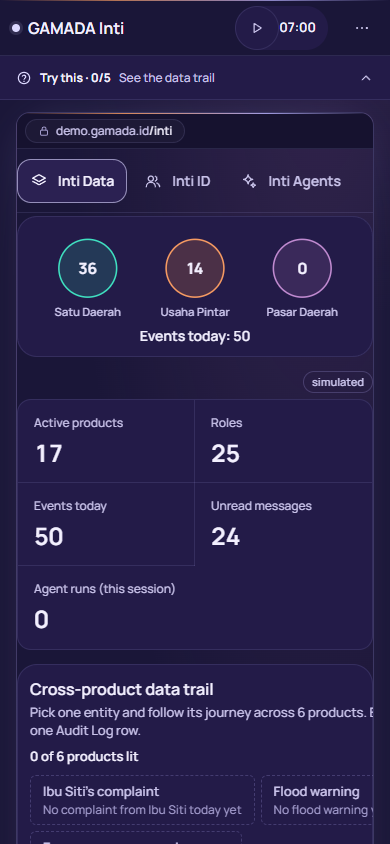 GAMADA Inti
07:00
Try this · 0/5 See the data trail
demo.gamada.id/inti
Inti Data
Inti ID
Inti Agents
36
14
0
Satu Daerah
Usaha Pintar
Pasar Daerah
Events today: 50
simulated
Active products
Roles
17
25
Events today
Unread messages
50
24
Agent runs (this session)
0
Cross-product data trail
Pick one entity and follow its journey across 6 products.
one Audit Log row.
0 of 6 products lit
Ibu Siti's complaint
Flood warning
No complaint from Ibu Siti today yet
No flood warning